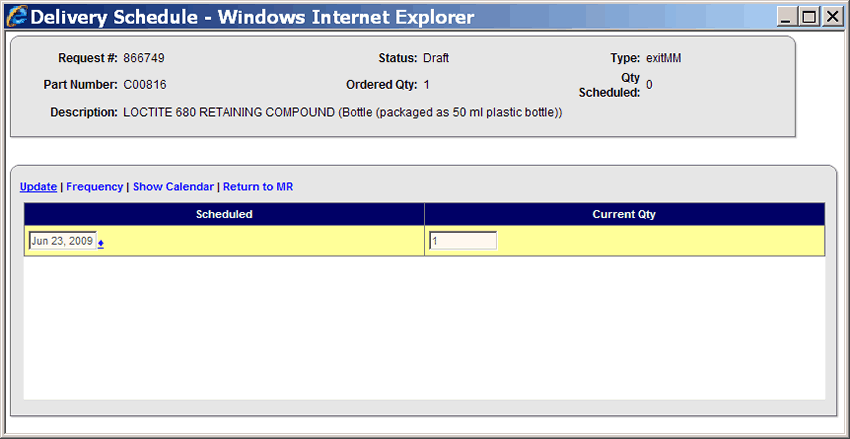 Delivery Schedule - Windows Internet Explorer
Request #: 866749 Status: Draft Type: exitMM
Part Number: C00816 Ordered Qty: 1 Qty Scheduled: 0
Description: LOCTITE 680 RETAINING COMPOUND (Bottle (packaged as 50 ml plastic bottle))
Update | Frequency | Show Calendar | Return to MR
Scheduled Current Qty
Jun 23, 2009 1